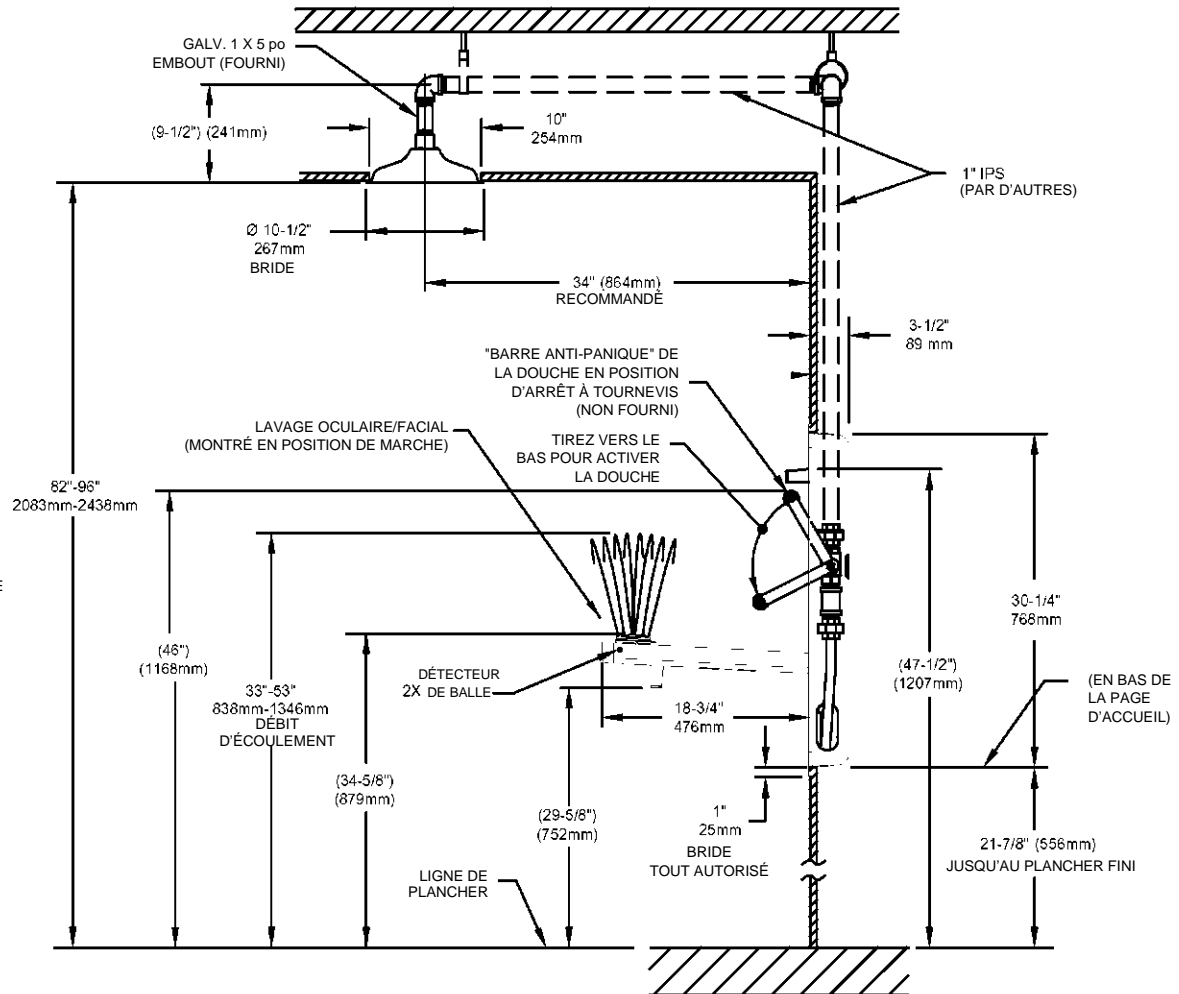 GALV. 1 X 5 po
EMBOUT (FOURNI)
(9-1/2") (241mm)
10"
254mm
1" IPS
(PAR D'AUTRES)
Ø 10-1/2"
267mm
BRIDE
34" (864mm)
RECOMMANDÉ
3-1/2"
89 mm
"BARRE ANTI-PANIQUE" DE
LA DOUCHE EN POSITION
D'ARRÊT À TOURNEVIS
(NON FOURNI)
LAVAGE OCULAIRE/FACIAL
(MONTRÉ EN POSITION DE MARCHE)
TIREZ VERS LE
BAS POUR ACTIVER
LA DOUCHE
82"-96"
2083mm-2438mm
E
(46")
(1168mm)
33"-53"
838mm-1346mm
DÉBIT
D'ÉCOULEMENT
DÉTECTEUR
2X DE BALLE
18-3/4"
476mm
30-1/4"
768mm
(47-1/2")
(1207mm)
(EN BAS DE
LA PAGE
D'ACCUEIL)
(34-5/8")
(879mm)
(29-5/8")
(752mm)
1"
25mm
BRIDE
TOUT AUTORISÉ
21-7/8" (556mm)
JUSQU'AU PLANCHER FINI
LIGNE DE
PLANCHER